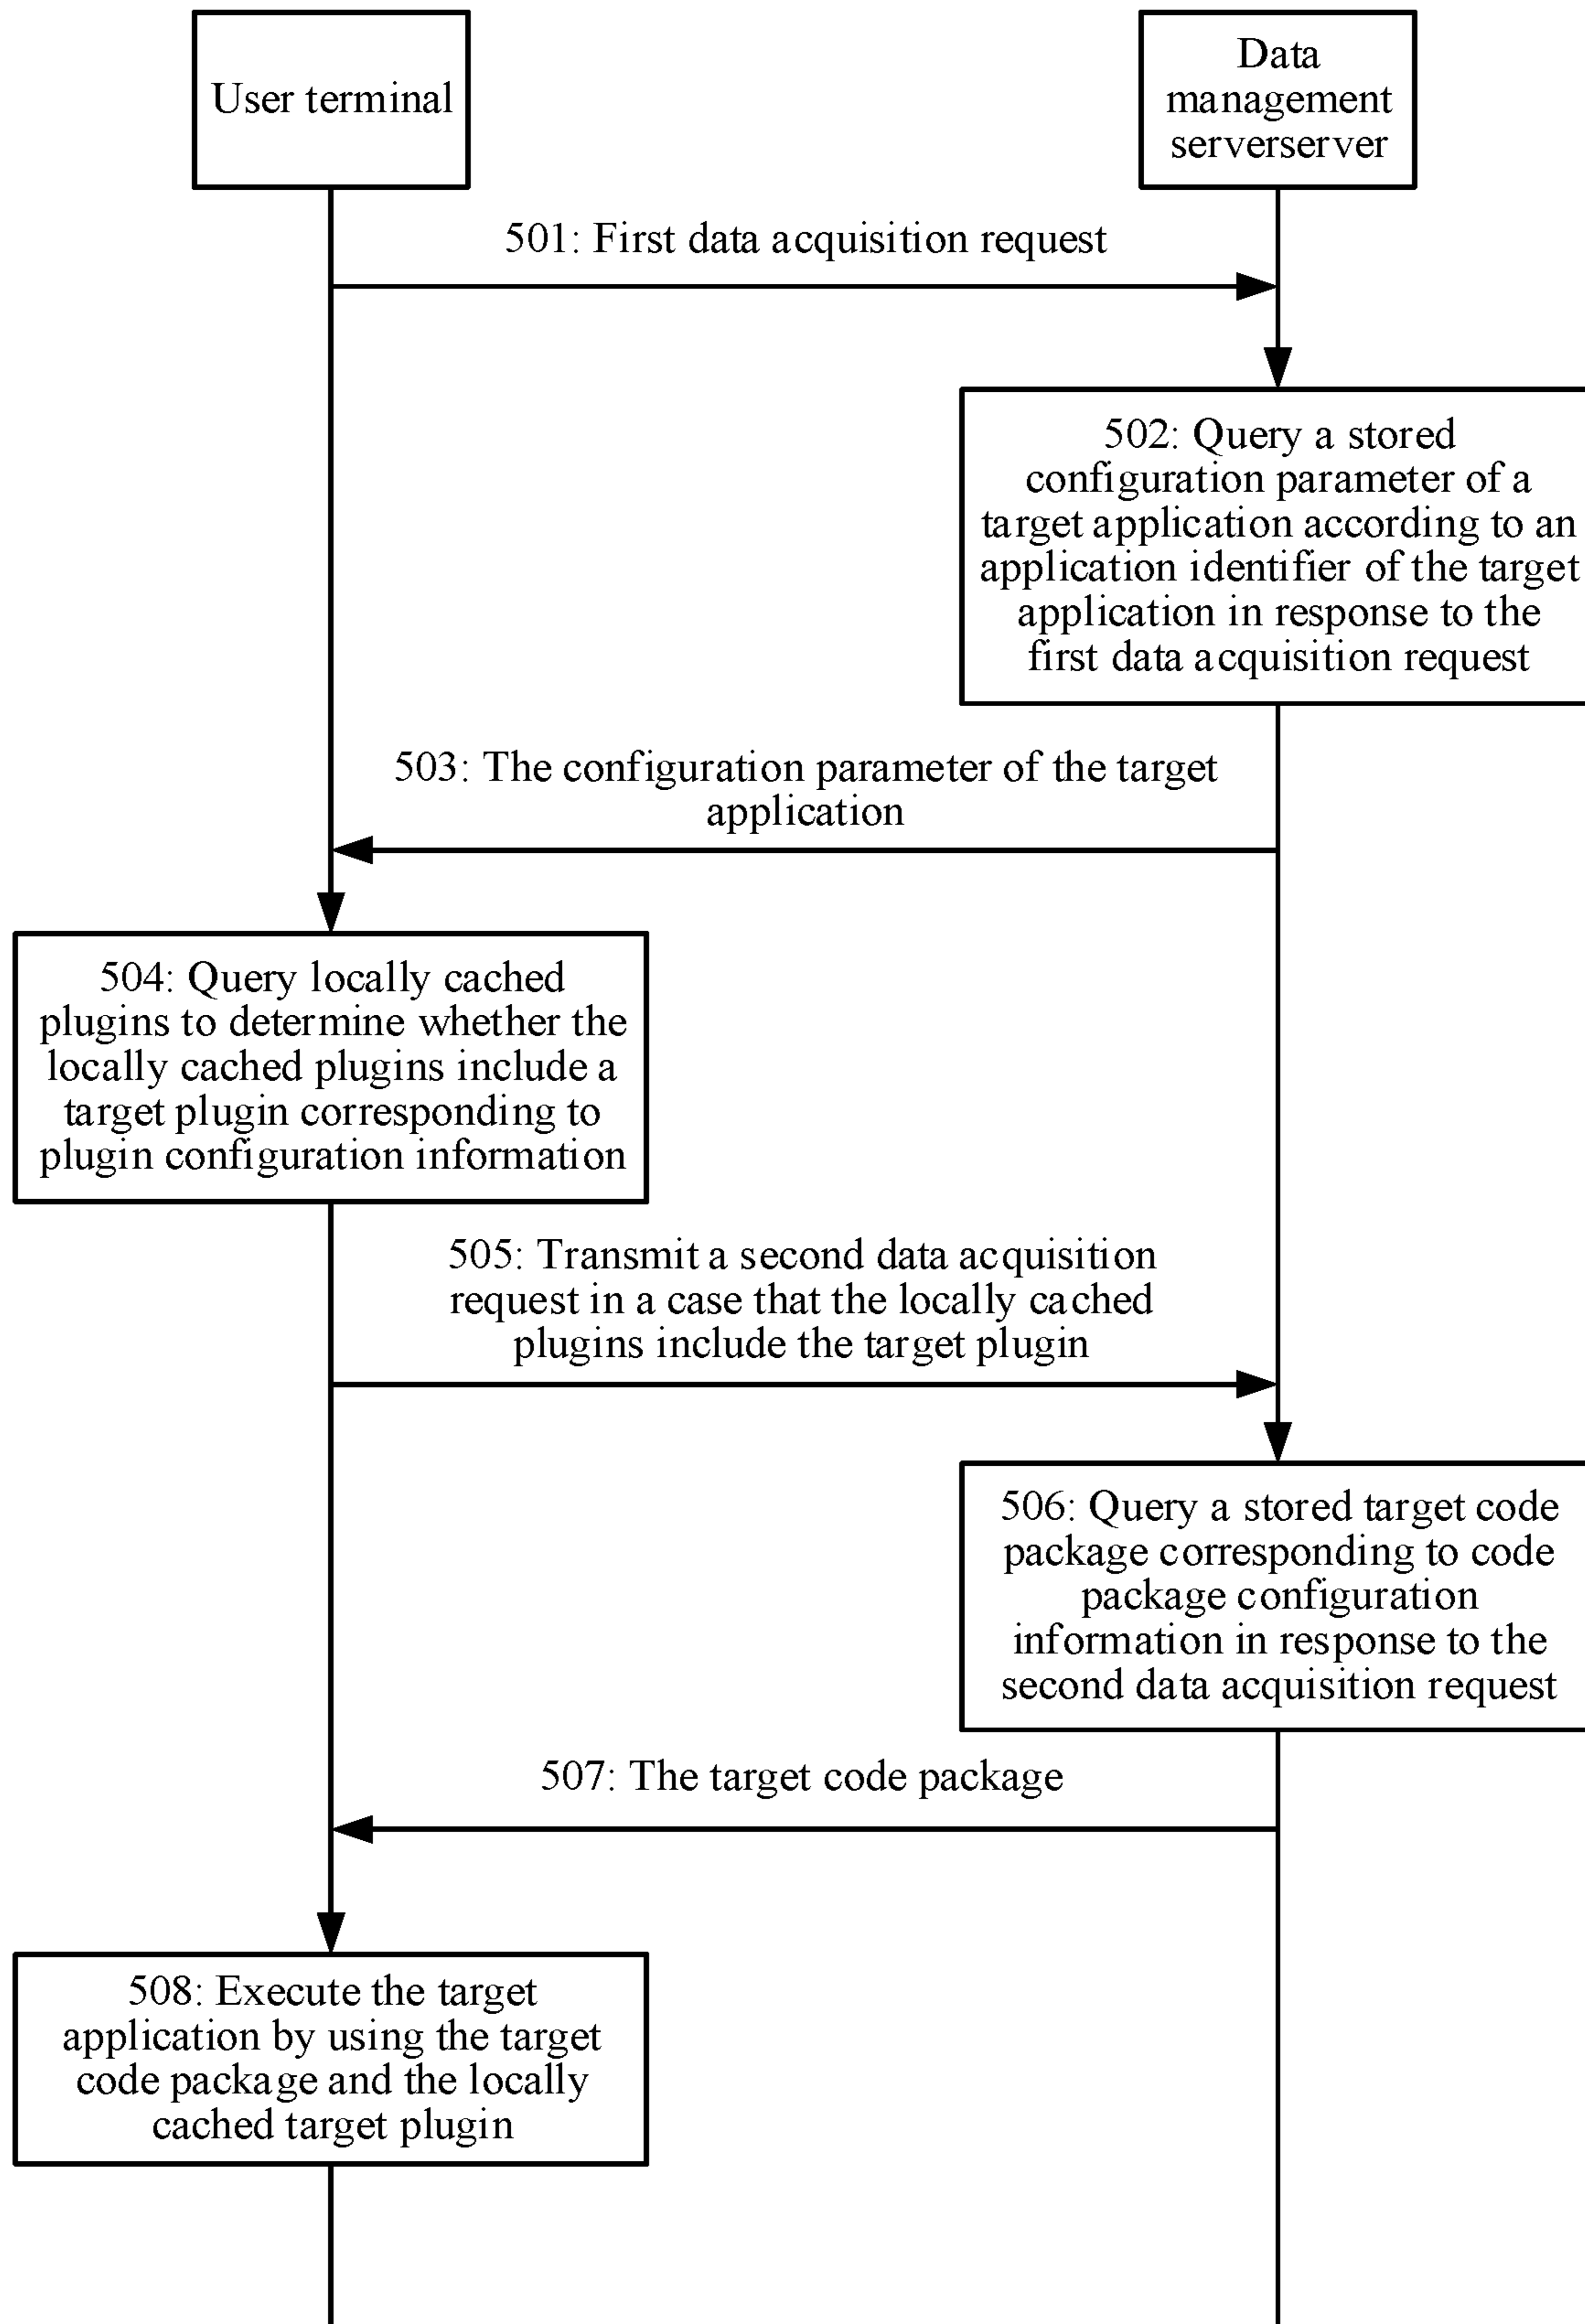 User terminal
Data
management
serverserver
501: First data acquisition request
502: Query a stored
configuration parameter of a
target application according to an
application identifier of the target
application in response to the
first data acquisition request
503: The configuration parameter of the target
application
504: Query locally cached
plugins to determine whether the
locally cached plugins include a
target plugin corresponding to
plugin configuration information
505: Transmit a second data acquisition
request in a case that the locally cached
plugins include the target plugin
506: Query a stored target code
package corresponding to code
package configuration
information in response to the
second data acquisition request
507: The target code package
508: Execute the target
application by using the target
code package and the locally
cached target plugin